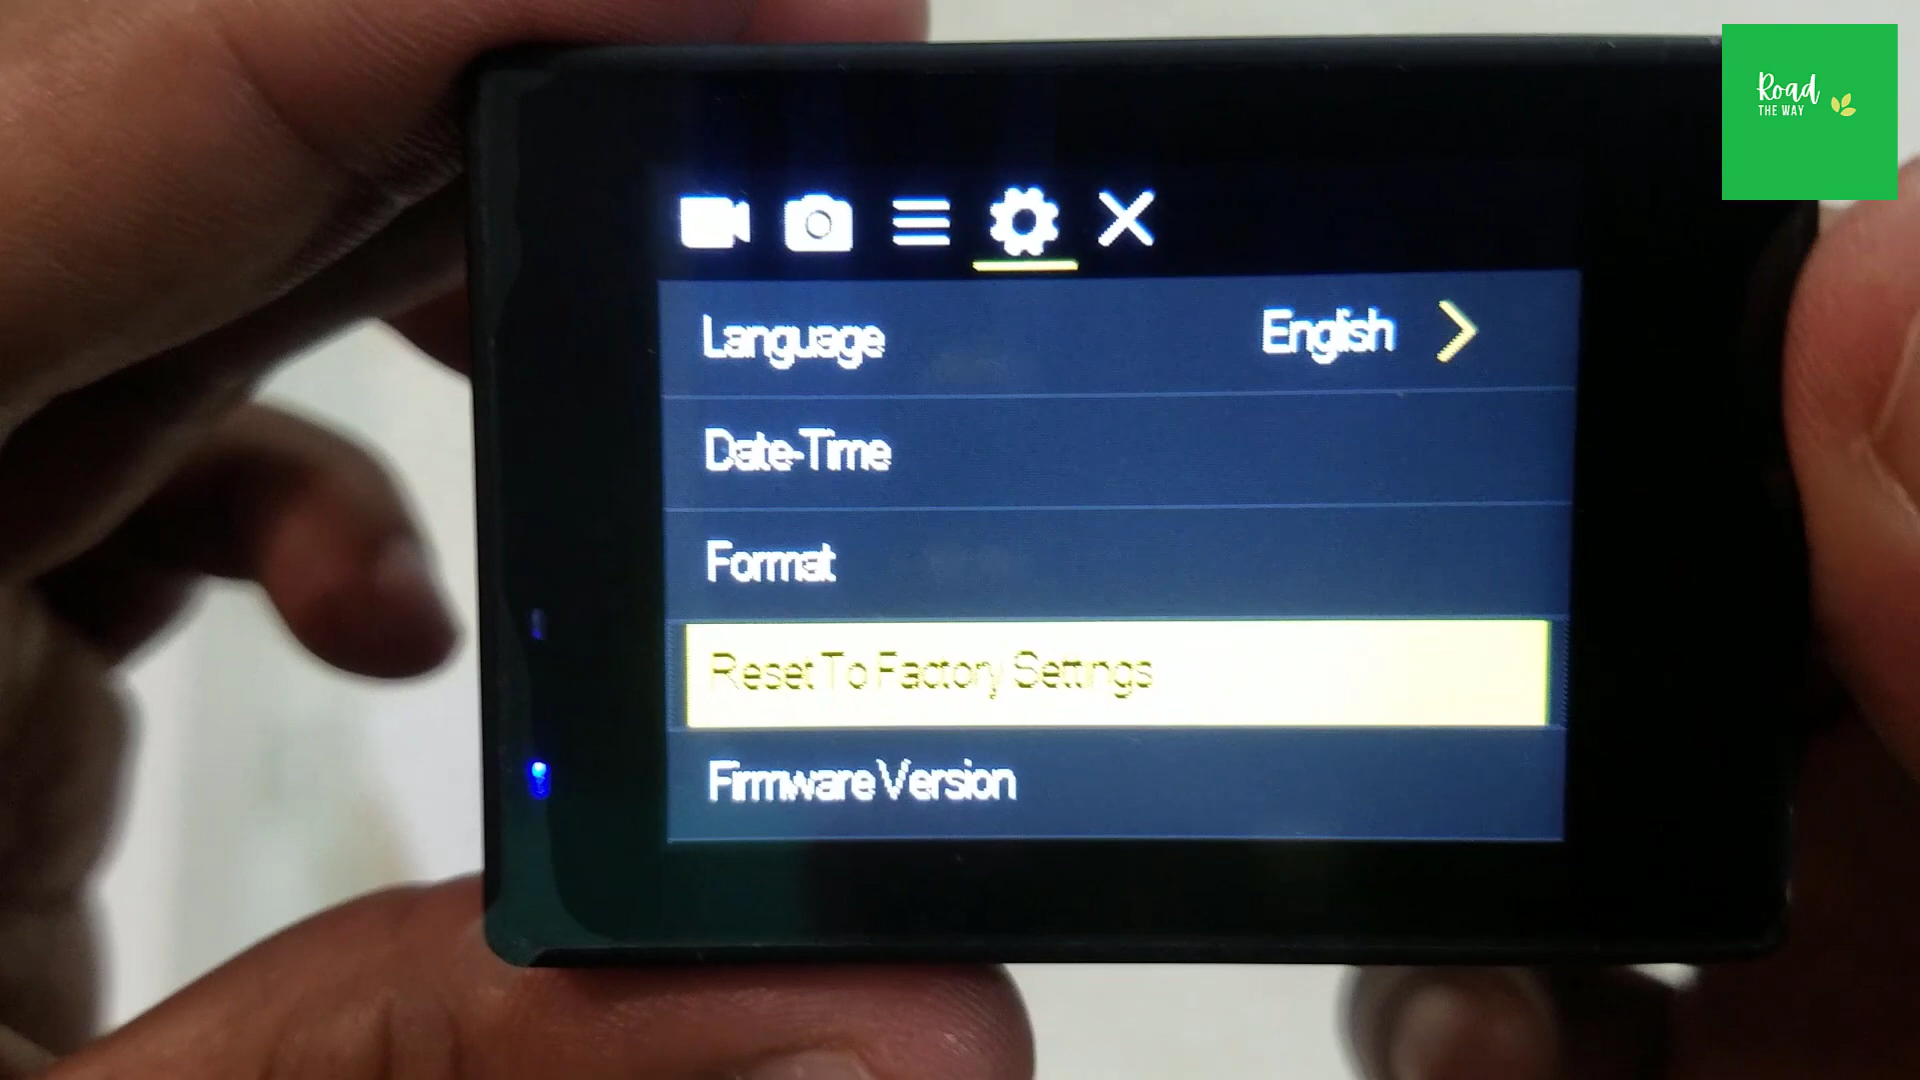 Road
THE WAY
Language English
Date-Time
Format
Reset To Factory Settings
Firmware Version